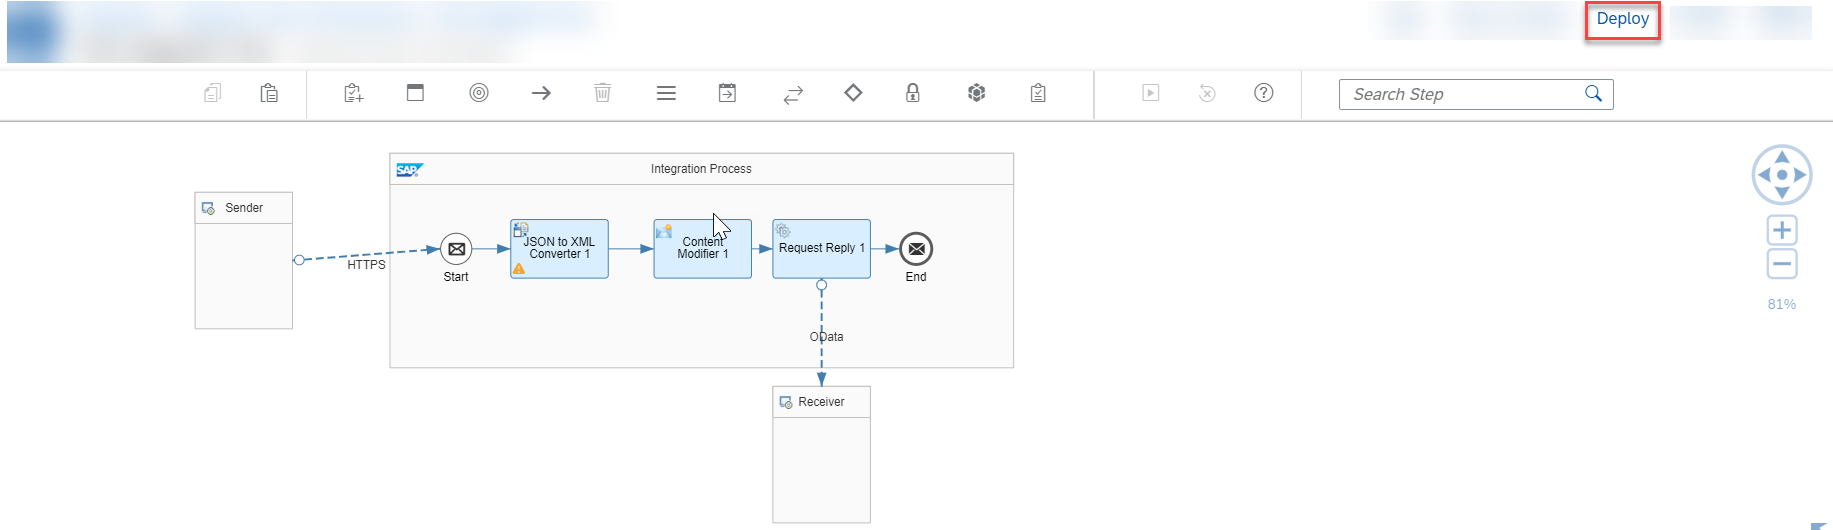 Deploy
Search Step
SAP
Integration Process
Sender
HTTPS
Start
JSON to XML
Converter 1
Content
Modifier 1
Request Reply 1
End
OData
Receiver
81%